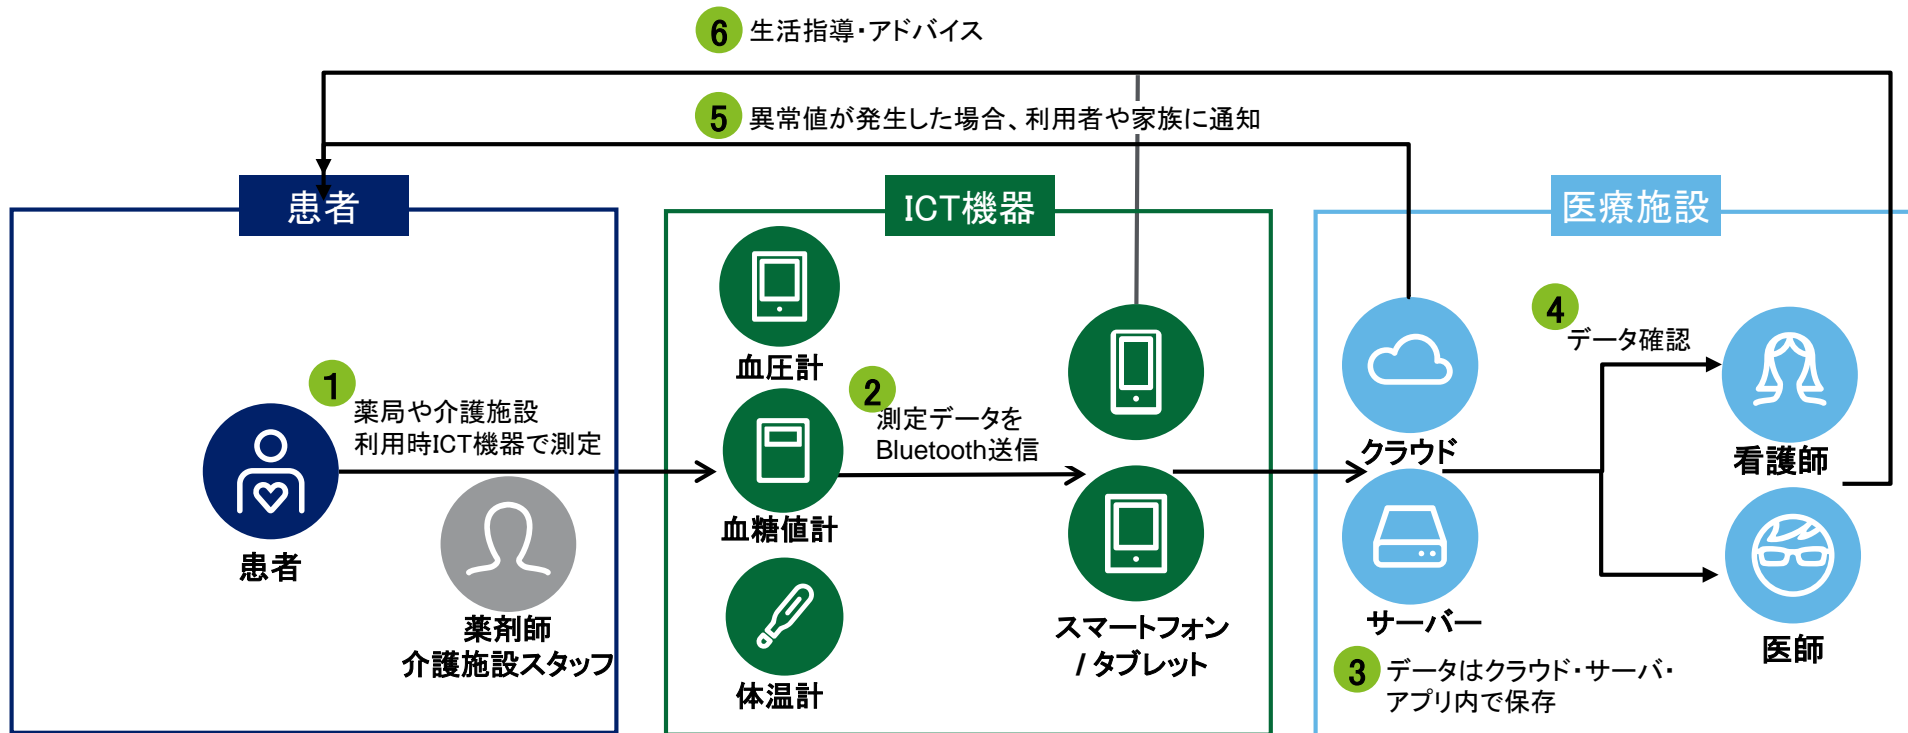 6 生活指導・アドバイス
5 異常値が発生した場合、利用者や家族に通知
患者
ICT機器
医療施設
1
薬局や介護施設
利用時ICT機器で測定
患者
薬剤師
介護施設スタッフ
血圧計
2
測定データを
Bluetooth送信
血糖値計
体温計
スマートフォン
/ タブレット
クラウド
サーバー
3 データはクラウド・サーバ・
アプリ内で保存
4
データ確認
看護師
医師